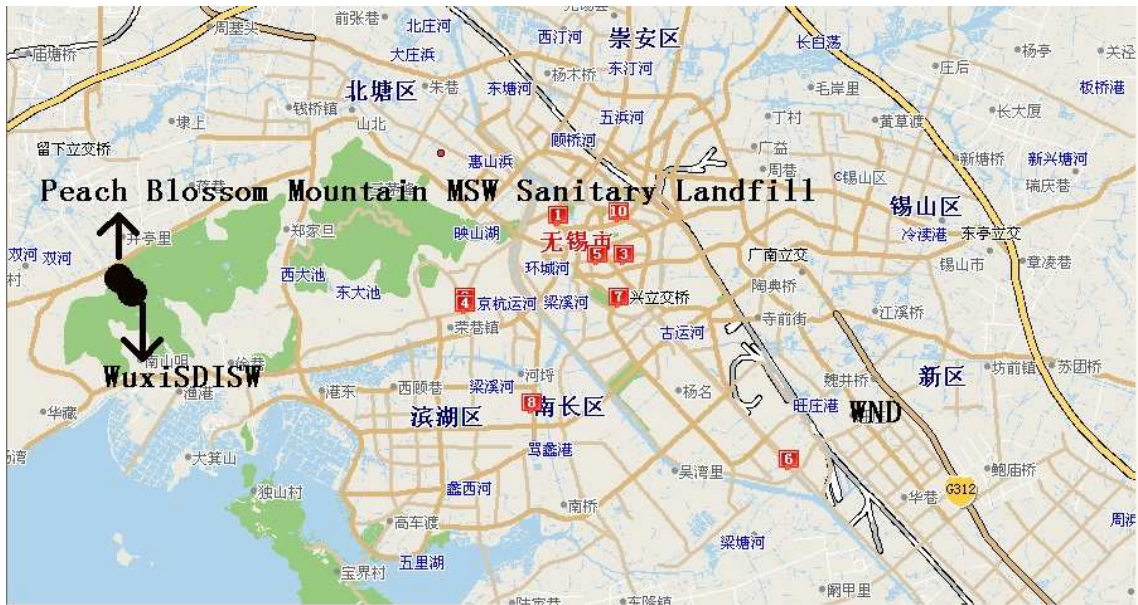 前张巷
北庄河
周基头
西汀河
崇安区
长白荡
庙塘桥
大庄浜
杨亭
关泾
东汀河
庄后
杨木桥
北塘区
朱巷
东塘河
毛岸里
板桥港
钱桥镇
五浜河
长大厦
埭上
山北
丁村
黄草渡
顾桥河
留下立交桥
惠山浜
广益
新塘桥
新兴塘河
周巷
锡山区
瑞庆巷
Peach Blossom Mountain MSW Sanitary Landfill
锡山区
1
10
郑家旦
映山湖
无锡市
冷渎港
东亭立交
双河
双河
5
3
广南立交
锡山市
章凌巷
西大池
环城河
东大池
陶典桥
4
京杭运河
梁溪河
7
兴立交桥
江溪桥
荣巷镇
古运河
寺前街
南山咀
WuxiSDISW
渔港
港东
西颐巷
梁溪河
河埒
杨名
魏井桥
新区
坊前镇
苏团桥
华藏
滨湖区
8
南长区
旺庄港
WND
骂蠡港
大箕山
6
吴湾里
鲍庙桥
蠡西河
独山村
G312
华巷
南桥
高车渡
周浜
梁塘河
五里湖
宝界村
阚甲里
东降镇